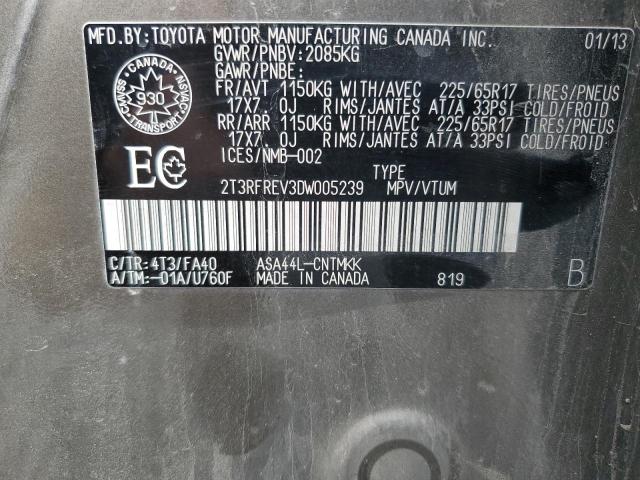 MFD.BY: TOYOTA MOTOR MANUFACTURING CANADA INC. 01/13
GVWR/PNBV: 2085KG
GAWR/PNBE:
FR/AVT 1150KG WITH/AVEC 225/65R17 TIRES/PNEUS
17X7.0J RIMS/JANTES AT/A 33PSI COLD/FROID
RR/ARR 1150KG WITH/AVEC 225/65R17 TIRES/PNEUS
17X7.0J RIMS/JANTES AT/A 33PSI COLD/FROID
ICES/NMB-002
CANADA
CMVSS NSVAC
930
TRANSPORT
EC
TYPE
2T3RFREV3DW005239 MPV/VTUM
C/TR: 4T3/FA40 ASA44L-CNTMKK
A/TM: -01A/U760F MADE IN CANADA 819 B